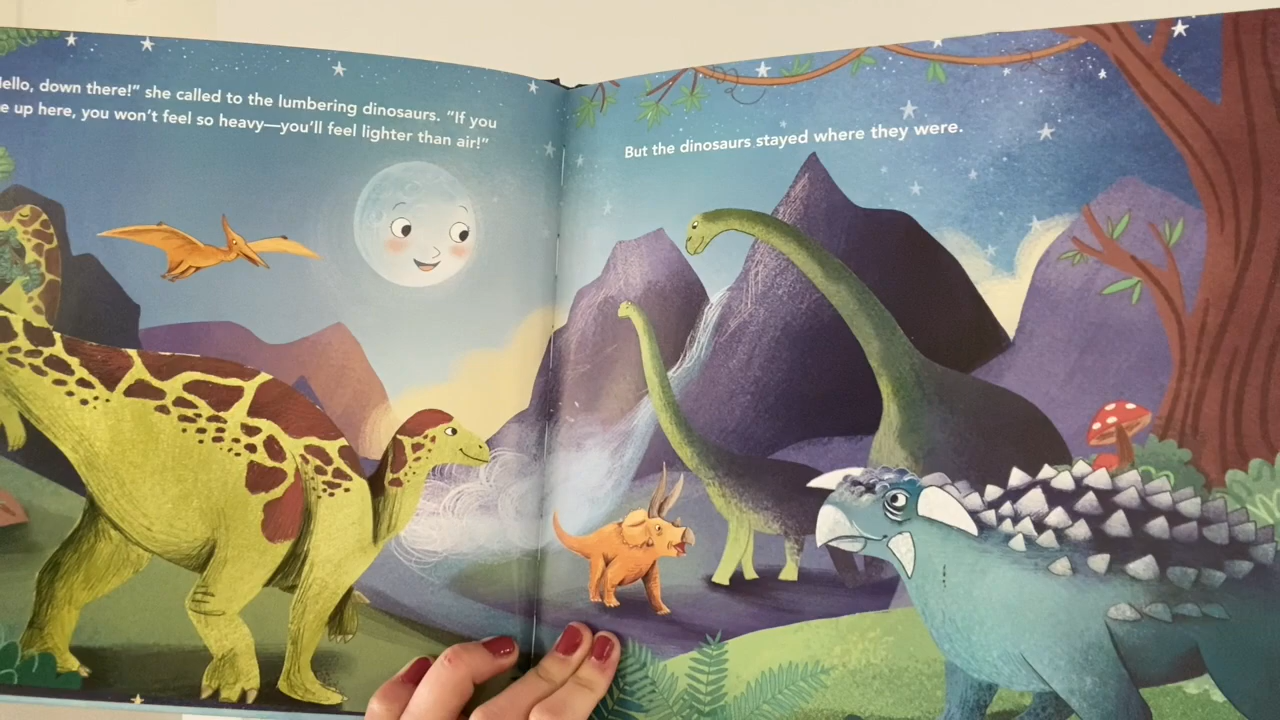 ello, down there!” she called to the lumbering dinosaurs. “If you
e up here, you won’t feel so heavy—you’ll feel lighter than air!”
But the dinosaurs stayed where they were.